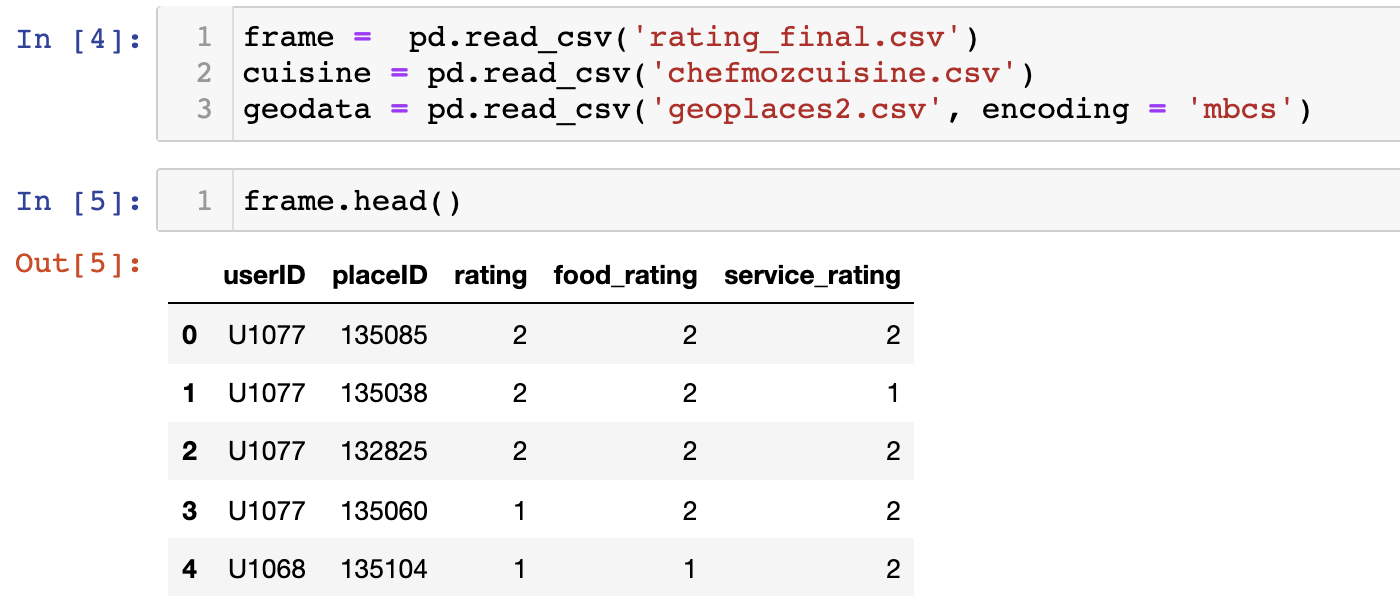 In [4]:
1 frame =  pd.read_csv('rating_final.csv')
2 cuisine = pd.read_csv('chefmozcuisine.csv')
3 geodata = pd.read_csv('geoplaces2.csv', encoding = 'mbcs')
In [5]:
1 frame.head()
Out[5]:
userID placeID rating food_rating service_rating
0 U1077 135085 2 2 2
1 U1077 135038 2 2 1
2 U1077 132825 2 2 2
3 U1077 135060 1 2 2
4 U1068 135104 1 1 2